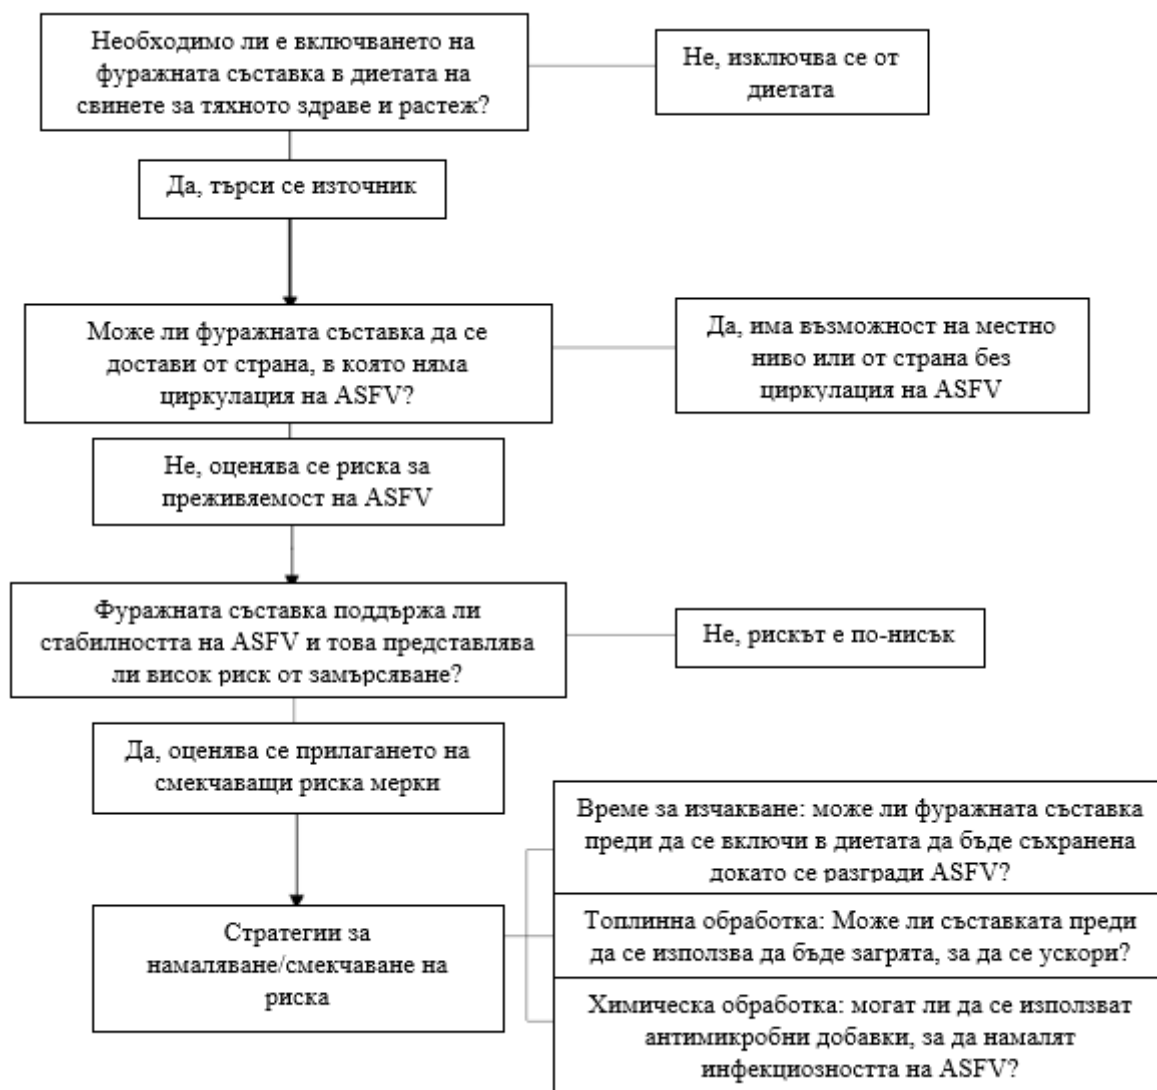 Необходимо ли е включването на
фуражната съставка в диетата на
свинете за тяхното здраве и растеж?
Не, изключва се от
диетата
Да, търси се източник
Може ли фуражната съставка да се
достави от страна, в която няма
циркулация на ASFV?
Да, има възможност на местно
ниво или от страна без
циркулация на ASFV
Не, оценява се риска за
преживяемост на ASFV
Фуражната съставка поддържа ли
стабилността на ASFV и това представлява
ли висок риск от замърсяване?
Не, рискът е по-нисък
Да, оценява се прилагането на
смекчаващи риска мерки
Стратегии за
намаляване/смекчаване на
риска
Време за изчакване: може ли фуражната съставка
преди да се включи в диетата да бъде съхранена
докато се разгради ASFV?
Топлинна обработка: Може ли съставката преди
да се използва да бъде загрята, за да се ускори?
Химическа обработка: могат ли да се използват
антимикробни добавки, за да намалят
инфекциозността на ASFV?